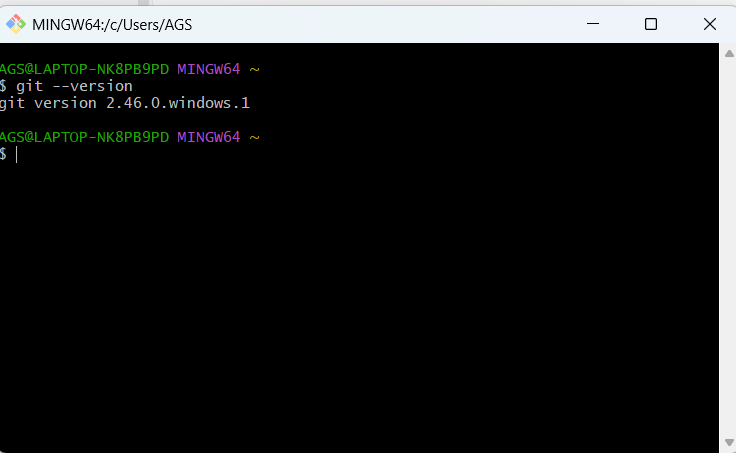 MINGW64:/c/Users/AGS
AGS@LAPTOP-NK8PB9PD MINGW64 ~
$ git --version
git version 2.46.0.windows.1
AGS@LAPTOP-NK8PB9PD MINGW64 ~
$